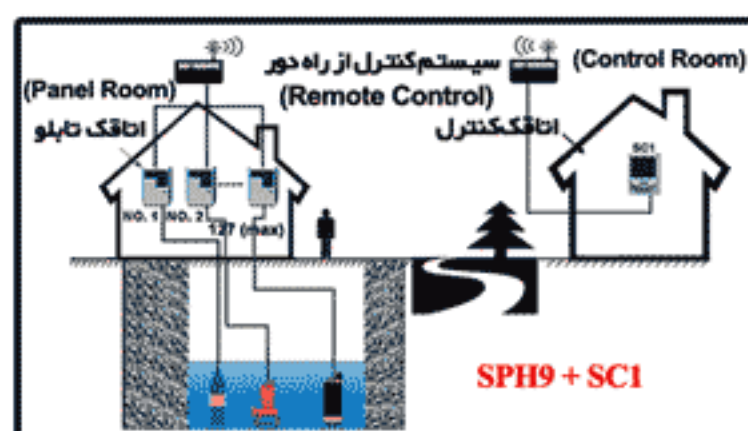 سیستم کنترل از راه دور
(Remote Control)
(Control Room)
اتاقک کنترل
(Panel Room)
اتاقک تابلو
SC1
NO. 1
NO. 2
127 (max)
SPH9 + SC1